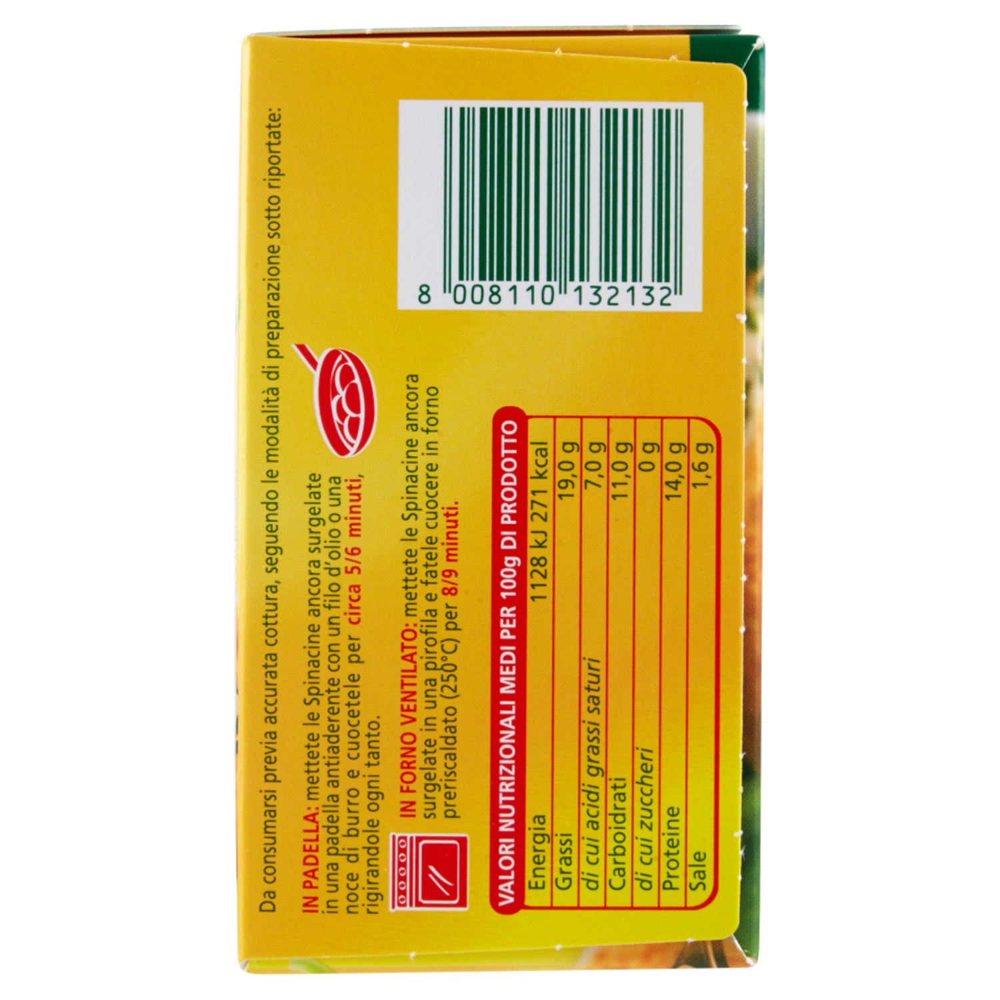 Da consumarsi previa accurata cottura, seguendo le modalità di preparazione sotto riportate:
IN PADELLA: mettete le Spinacine ancora surgelate
in una padella antiaderente con un filo d'olio o una
noce di burro e cuocetele per circa 5/6 minuti,
rigirandole ogni tanto.
IN FORNO VENTILATO: mettete le Spinacine ancora
surgelate in una pirofila e fatele cuocere in forno
preriscaldato (250°C) per 8/9 minuti.
VALORI NUTRIZIONALI MEDI PER 100g DI PRODOTTO
Energia 1128 kJ 271 kcal
Grassi 19,0 g
di cui acidi grassi saturi 7,0 g
Carboidrati 11,0 g
di cui zuccheri 0 g
Proteine 14,0 g
Sale 1,6 g
8 008110 132132